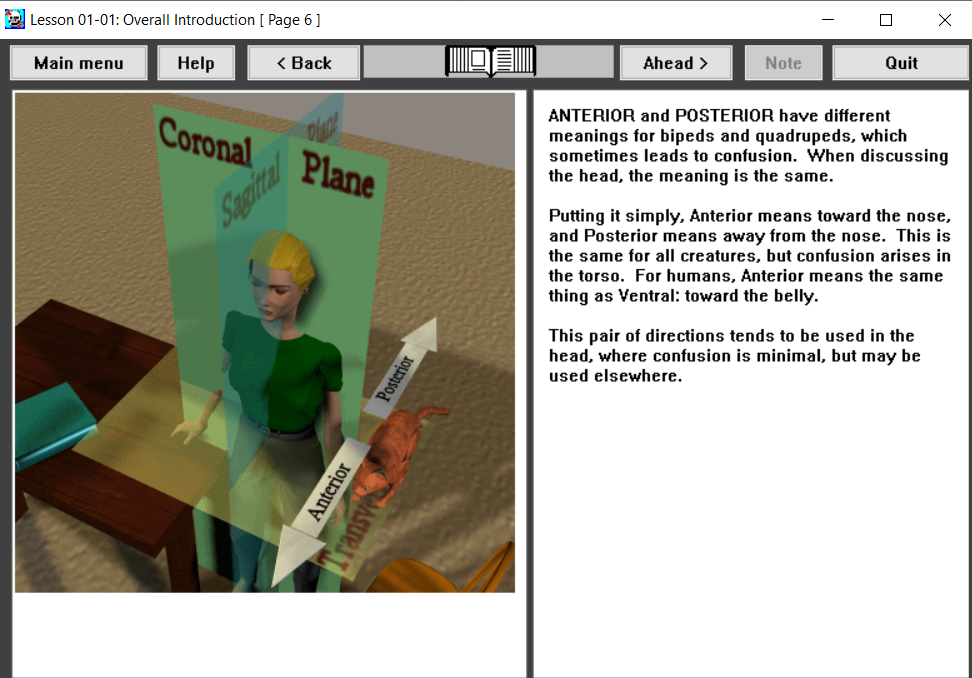 Lesson 01-01: Overall Introduction [ Page 6 ]
Main menu
Help
< Back
Ahead >
Note
Quit
Coronal
Plane
Sagittal
Plane
Posterior
Anterior
ANTERIOR and POSTERIOR have different
meanings for bipeds and quadrupeds, which
sometimes leads to confusion.  When discussing
the head, the meaning is the same.
Putting it simply, Anterior means toward the nose,
and Posterior means away from the nose.  This is
the same for all creatures, but confusion arises in
the torso.  For humans, Anterior means the same
thing as Ventral: toward the belly.
This pair of directions tends to be used in the
head, where confusion is minimal, but may be
used elsewhere.